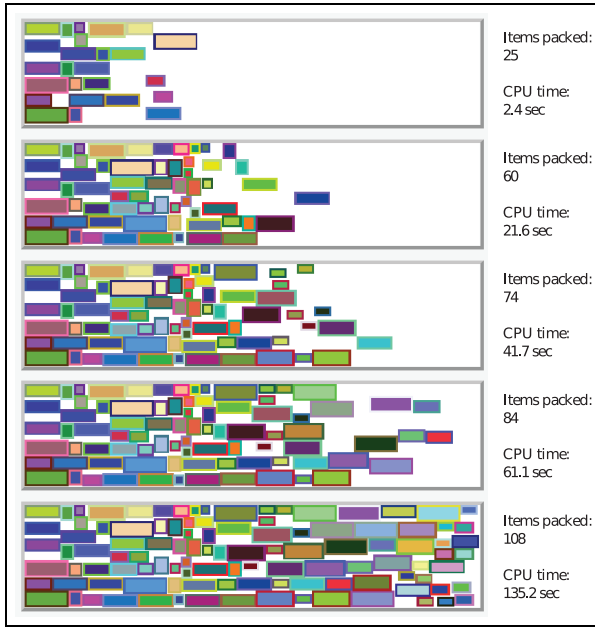 Items packed:
25
CPU time:
2.4 sec
Items packed:
60
CPU time:
21.6 sec
Items packed:
74
CPU time:
41.7 sec
Items packed:
84
CPU time:
61.1 sec
Items packed:
108
CPU time:
135.2 sec